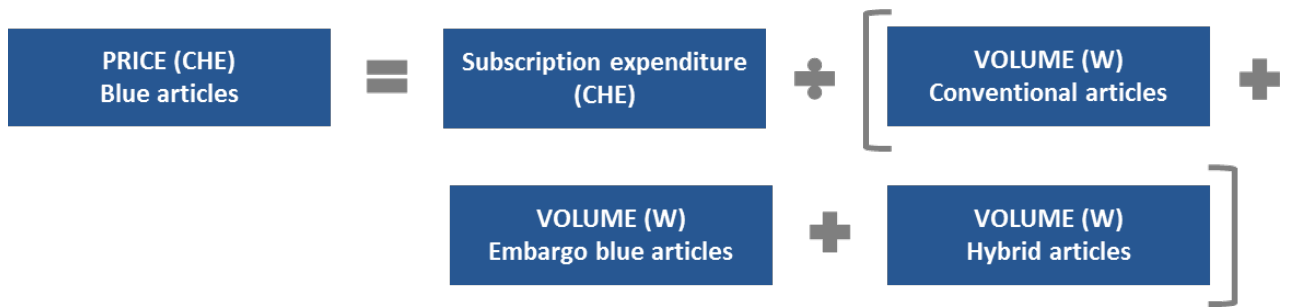 PRICE (CHE)
Blue articles
=
Subscription expenditure
(CHE)
÷
[
VOLUME (W)
Conventional articles
+
VOLUME (W)
Embargo blue articles
+
VOLUME (W)
Hybrid articles
]